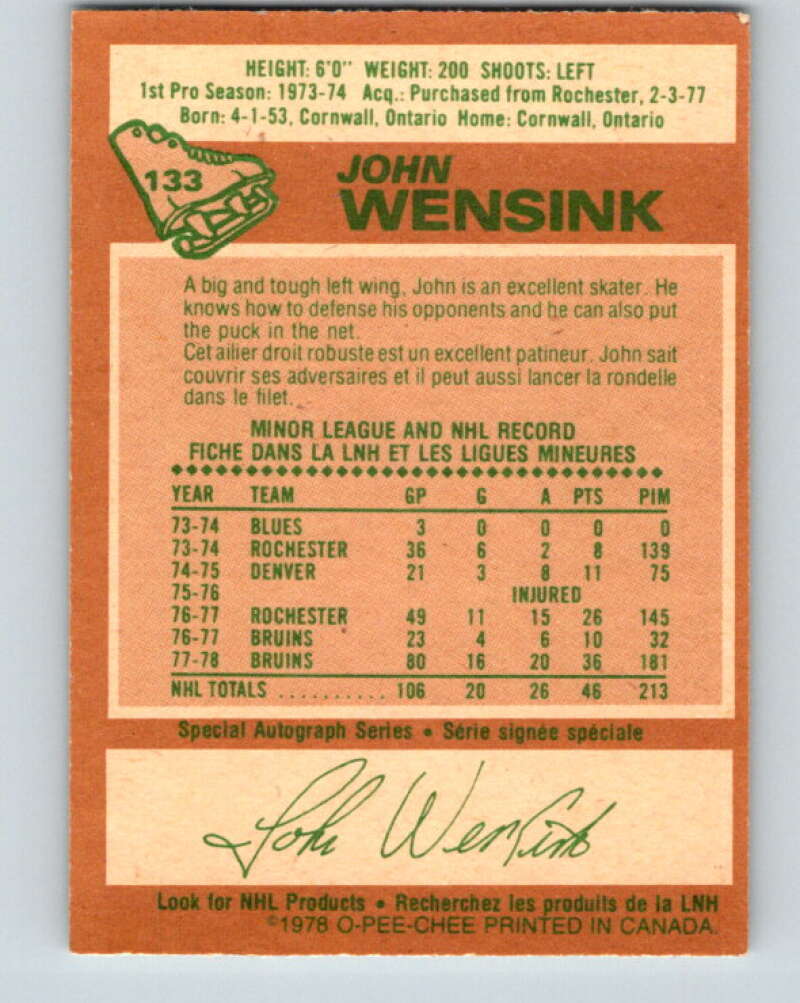 HEIGHT: 6'0" WEIGHT: 200 SHOOTS: LEFT
1st Pro Season: 1973-74 Acq.: Purchased from Rochester, 2-3-77
Born: 4-1-53, Cornwall, Ontario Home: Cornwall, Ontario
133
JOHN
WENSINK
A big and tough left wing, John is an excellent skater. He
knows how to defense his opponents and he can also put
the puck in the net.
Cet ailier droit robuste est un excellent patineur. John sait
couvrir ses adversaires et il peut aussi lancer la rondelle
dans le filet.
MINOR LEAGUE AND NHL RECORD
FICHE DANS LA LNH ET LES LIGUES MINEURES
YEAR TEAM GP G A PTS PIM
73-74 BLUES 3 0 0 0 0
73-74 ROCHESTER 36 6 2 8 139
74-75 DENVER 21 3 8 11 75
75-76 INJURED
76-77 ROCHESTER 49 11 15 26 145
76-77 BRUINS 23 4 6 10 32
77-78 BRUINS 80 16 20 36 181
NHL TOTALS .......... 106 20 26 46 213
Special Autograph Series • Série signée spéciale
John Wensink
Look for NHL Products • Recherchez les produits de la LNH
©1978 O-PEE-CHEE PRINTED IN CANADA.